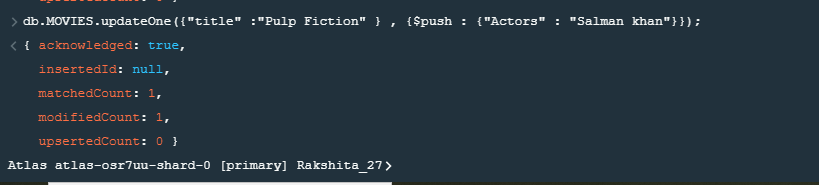 > db.MOVIES.updateOne({"title" :"Pulp Fiction" } , {$push : {"Actors" : "Salman khan"}});
< { acknowledged: true,
insertedId: null,
matchedCount: 1,
modifiedCount: 1,
upsertedCount: 0 }
Atlas atlas-osr7uu-shard-0 [primary] Rakshita_27>